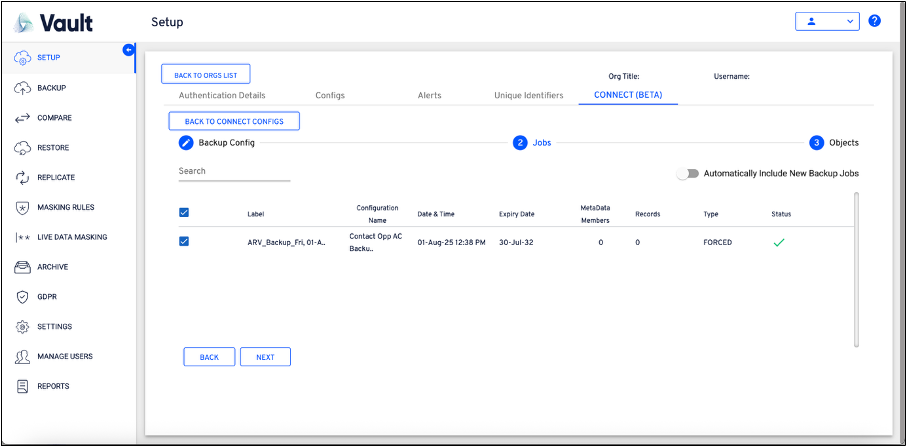 Vault
Setup
?
SETUP
BACKUP
COMPARE
RESTORE
REPLICATE
MASKING RULES
LIVE DATA MASKING
ARCHIVE
GDPR
SETTINGS
MANAGE USERS
REPORTS
BACK TO ORGS LIST
Org Title: Username:
Authentication Details Configs Alerts Unique Identifiers CONNECT (BETA)
BACK TO CONNECT CONFIGS
Backup Config 2 Jobs 3 Objects
Search
Automatically Include New Backup Jobs
Label Configuration Name Date & Time Expiry Date MetaData Members Records Type Status
ARV_Backup_Fri, 01-A.. Contact Opp AC Backu.. 01-Aug-25 12:38 PM 30-Jul-32 0 0 FORCED
BACK NEXT